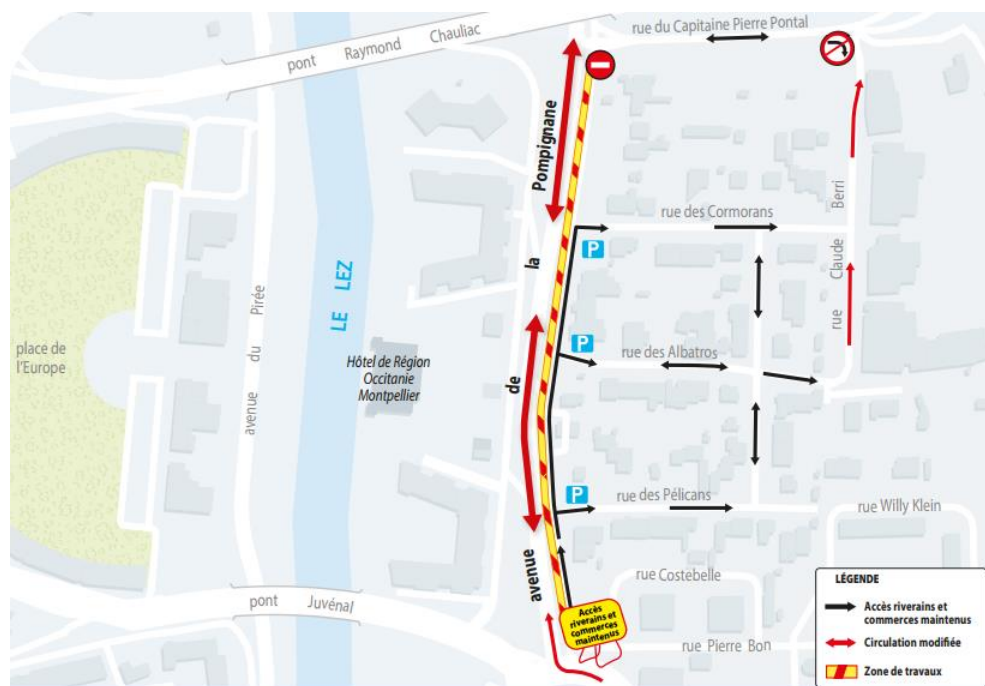 rue du Capitaine Pierre Pontal
pont Raymond Chauliac
Pompignane
rue des Cormorans
Berri
P
la
Claude
LE LEZ
Pirée
du
avenue
place de
l'Europe
Hôtel de Région
Occitanie
Montpellier
P
rue des Albatros
rue
de
P
rue des Pélicans
rue Willy Klein
avenue
rue Costebelle
pont Juvénal
Accès
riverains et
commerces
maintenus
rue Pierre Bon
LÉGENDE
Accès riverains et
commerces maintenus
Circulation modifiée
Zone de travaux